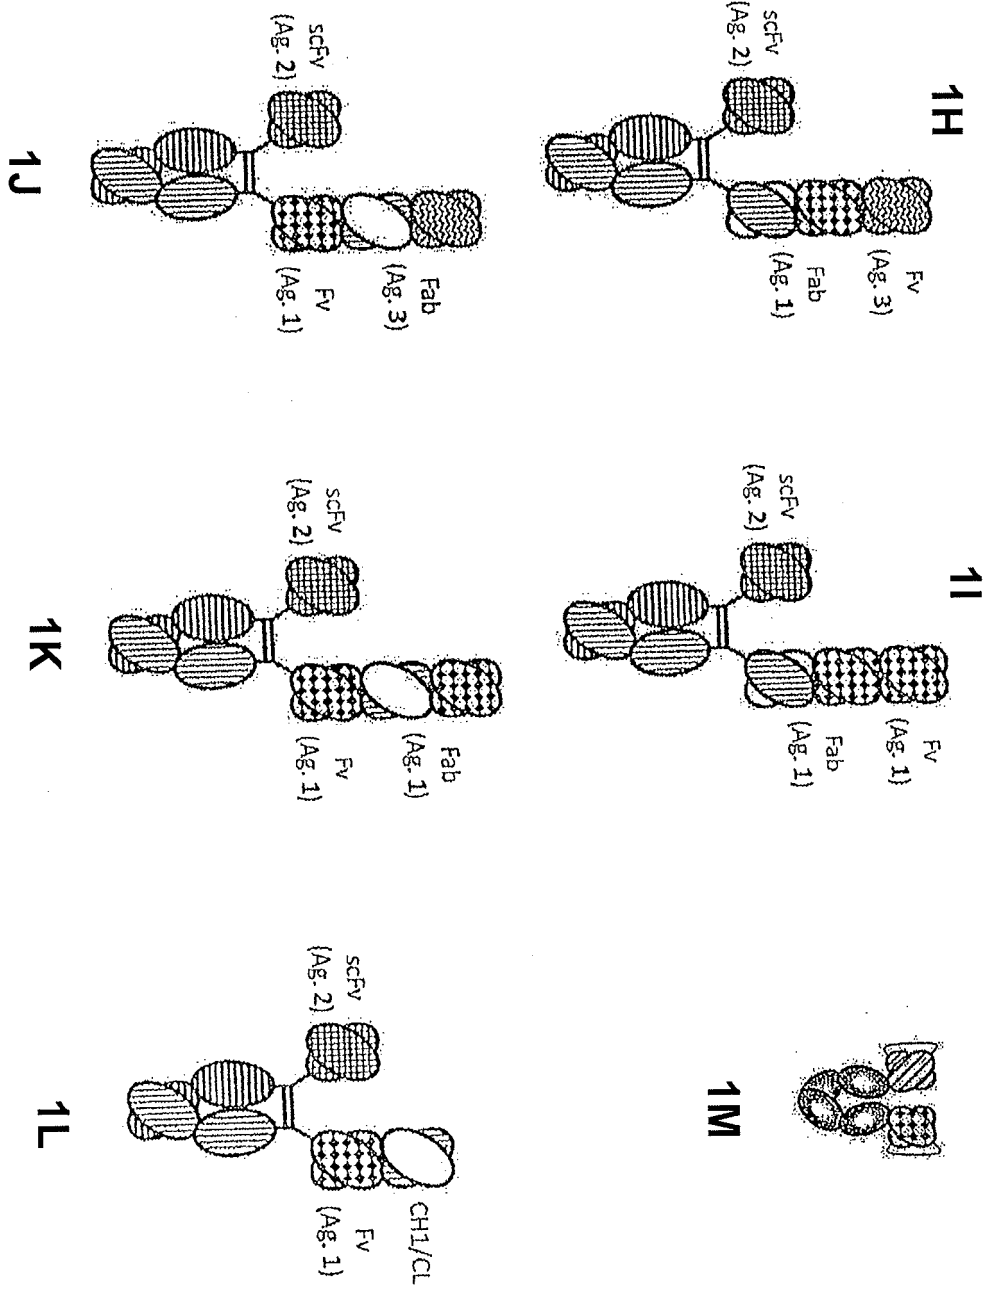 1H
Fv
(Ag. 3)
Fab
(Ag. 1)
scFv
(Ag. 2)
1I
Fv
(Ag. 1)
Fab
(Ag. 1)
scFv
(Ag. 2)
1M
Fab
(Ag. 3)
Fv
(Ag. 1)
scFv
(Ag. 2)
1J
Fab
(Ag. 1)
Fv
(Ag. 1)
scFv
(Ag. 2)
1K
CH1/CL
Fv
(Ag. 1)
scFv
(Ag. 2)
1L